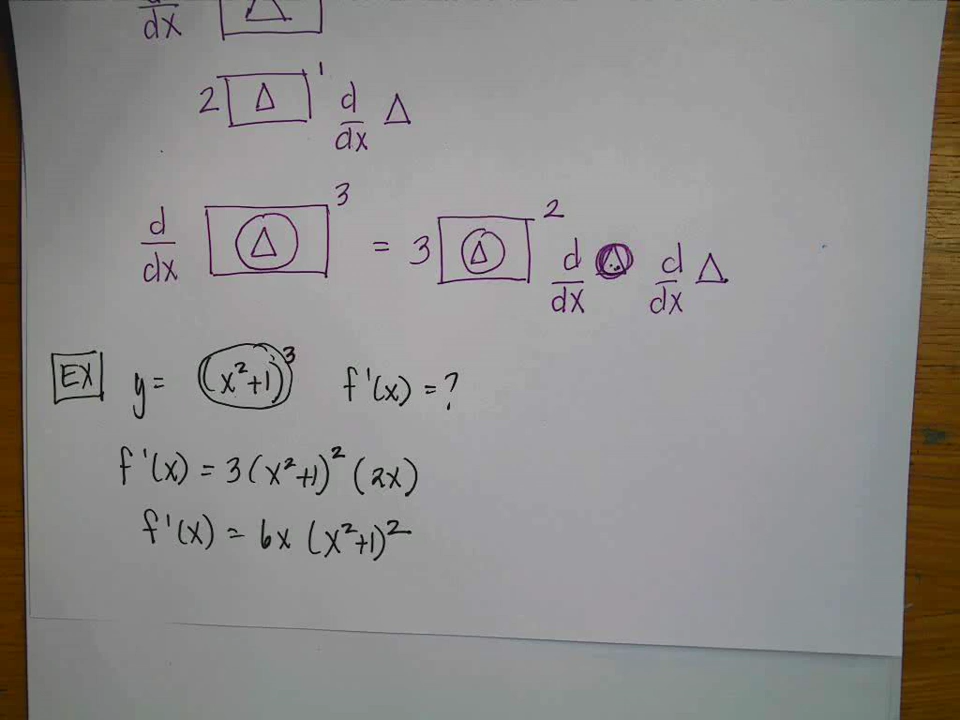 d/dx Δ
2 Δ ¹ d/dx Δ
d/dx Δ ³ = 3 Δ ² d/dx Δ d/dx Δ
EX y = (x²+1)³ f'(x) = ?
f'(x) = 3(x²+1)² (2x)
f'(x) = 6x (x²+1)²